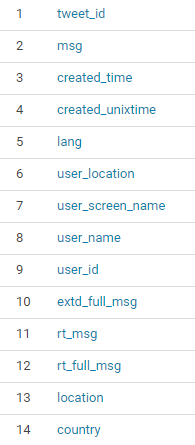 1 tweet_id
2 msg
3 created_time
4 created_unixtime
5 lang
6 user_location
7 user_screen_name
8 user_name
9 user_id
10 extd_full_msg
11 rt_msg
12 rt_full_msg
13 location
14 country